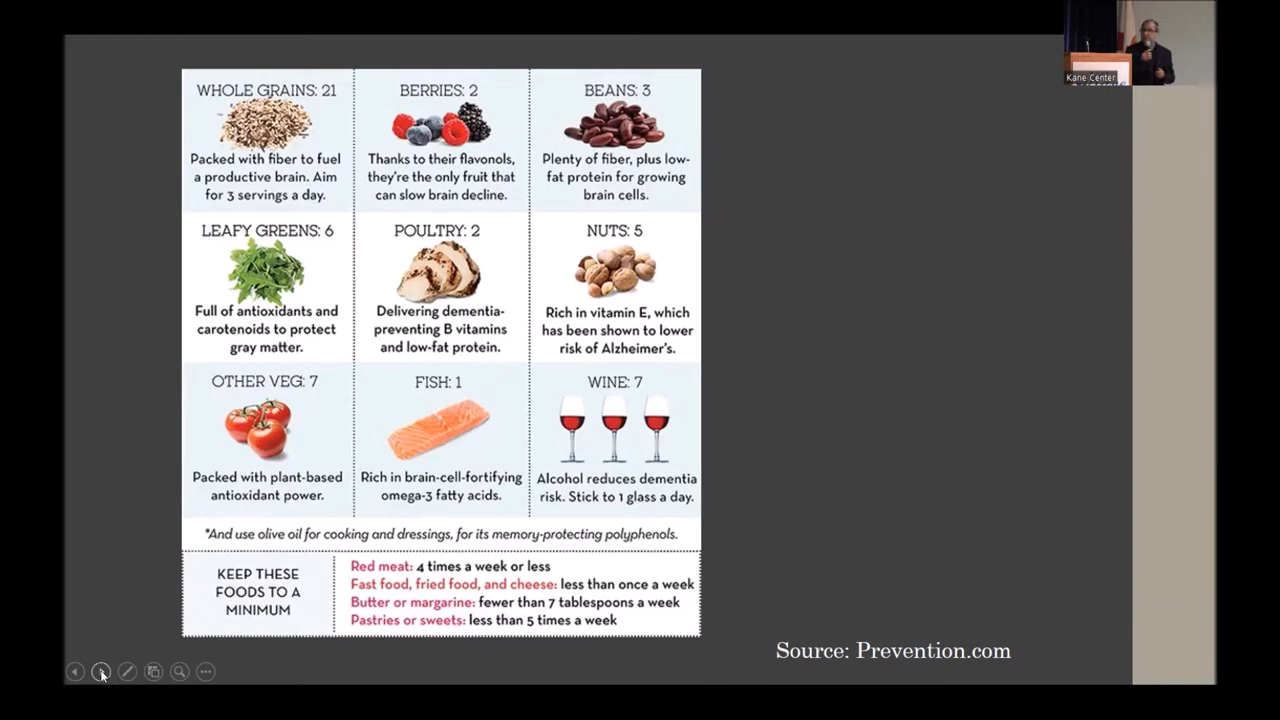 WHOLE GRAINS: 21
Packed with fiber to fuel
a productive brain. Aim
for 3 servings a day.
BERRIES: 2
Thanks to their flavonols,
they're the only fruit that
can slow brain decline.
BEANS: 3
Plenty of fiber, plus low-
fat protein for growing
brain cells.
LEAFY GREENS: 6
Full of antioxidants and
carotenoids to protect
gray matter.
POULTRY: 2
Delivering dementia-
preventing B vitamins
and low-fat protein.
NUTS: 5
Rich in vitamin E, which
has been shown to lower
risk of Alzheimer's.
OTHER VEG: 7
Packed with plant-based
antioxidant power.
FISH: 1
Rich in brain-cell-fortifying
omega-3 fatty acids.
WINE: 7
Alcohol reduces dementia
risk. Stick to 1 glass a day.
*And use olive oil for cooking and dressings, for its memory-protecting polyphenols.
KEEP THESE
FOODS TO A
MINIMUM
Red meat: 4 times a week or less
Fast food, fried food, and cheese: less than once a week
Butter or margarine: fewer than 7 tablespoons a week
Pastries or sweets: less than 5 times a week
Source: Prevention.com
Kane Center